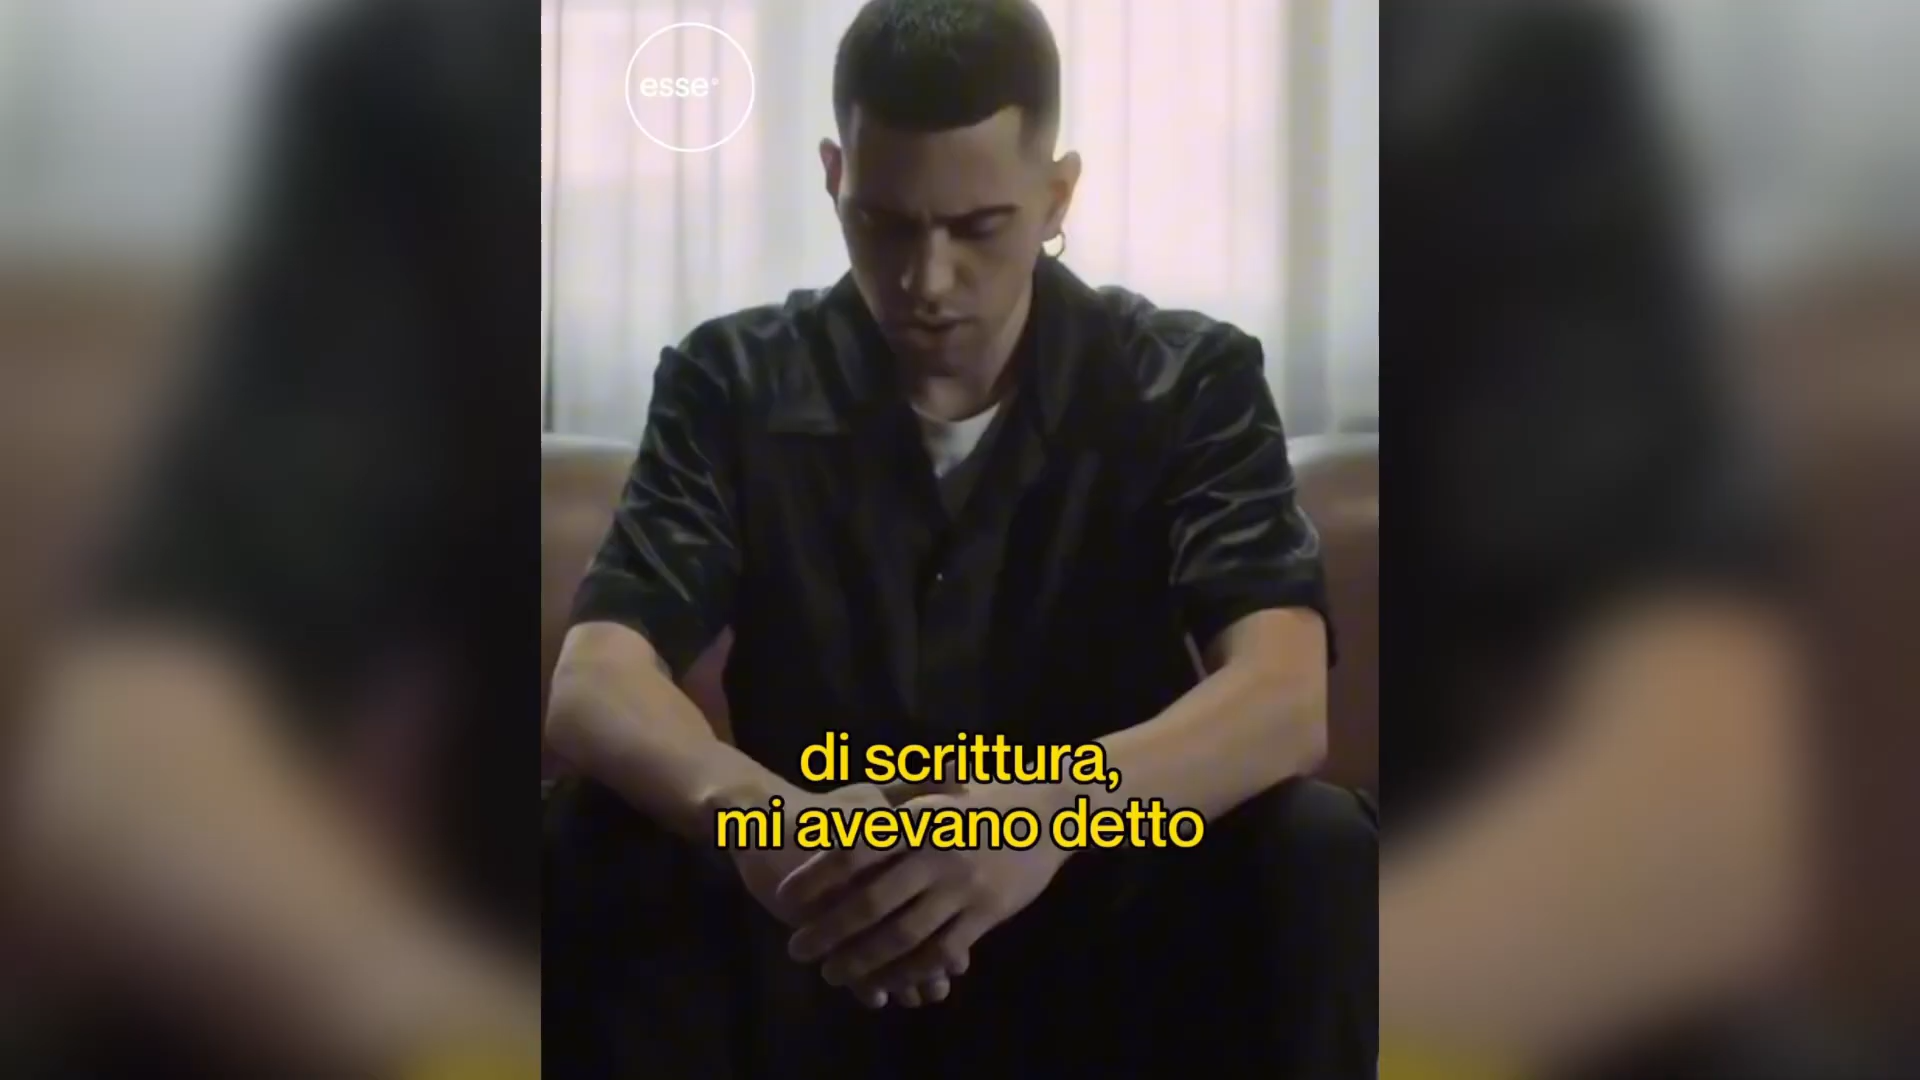 esse
di scrittura,
mi avevano detto